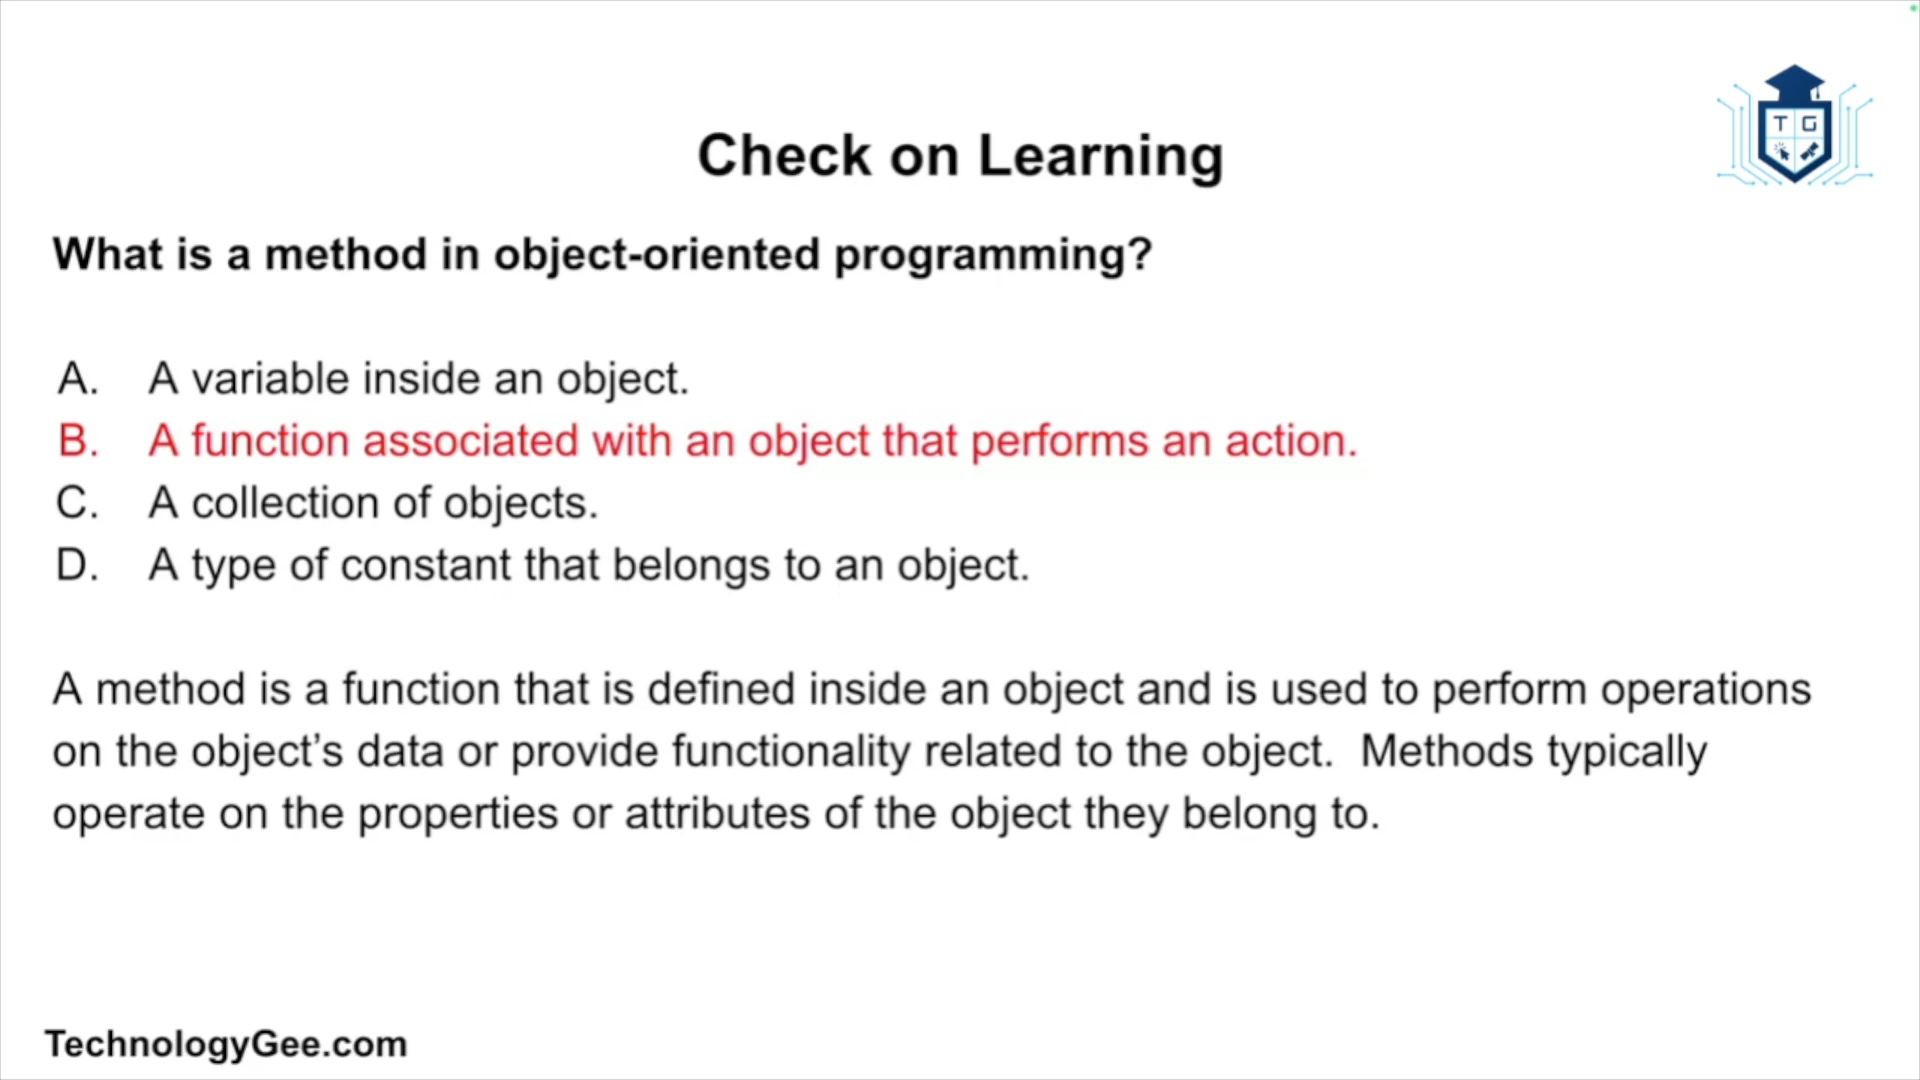 T G
Check on Learning
What is a method in object-oriented programming?
A. A variable inside an object.
B. A function associated with an object that performs an action.
C. A collection of objects.
D. A type of constant that belongs to an object.
A method is a function that is defined inside an object and is used to perform operations
on the object’s data or provide functionality related to the object.  Methods typically
operate on the properties or attributes of the object they belong to.
TechnologyGee.com